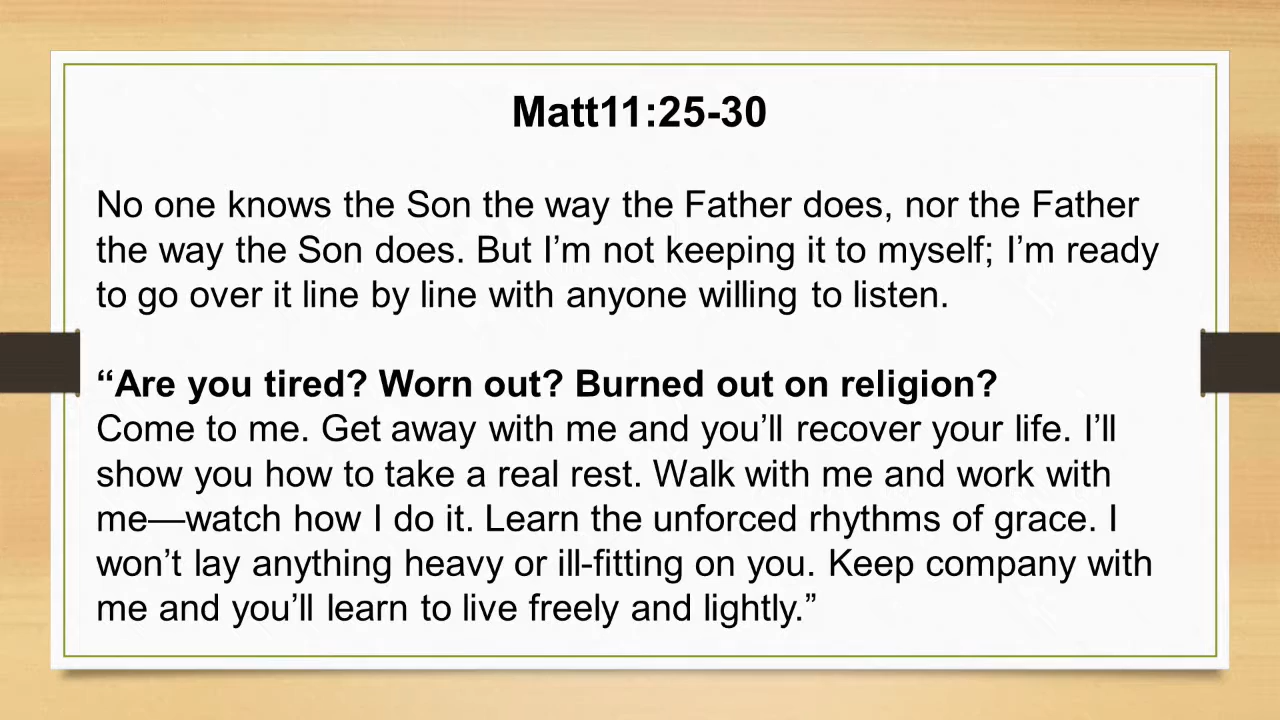 Matt11:25-30
No one knows the Son the way the Father does, nor the Father
the way the Son does. But I’m not keeping it to myself; I’m ready
to go over it line by line with anyone willing to listen.
“Are you tired? Worn out? Burned out on religion?
Come to me. Get away with me and you’ll recover your life. I’ll
show you how to take a real rest. Walk with me and work with
me—watch how I do it. Learn the unforced rhythms of grace. I
won’t lay anything heavy or ill-fitting on you. Keep company with
me and you’ll learn to live freely and lightly.”